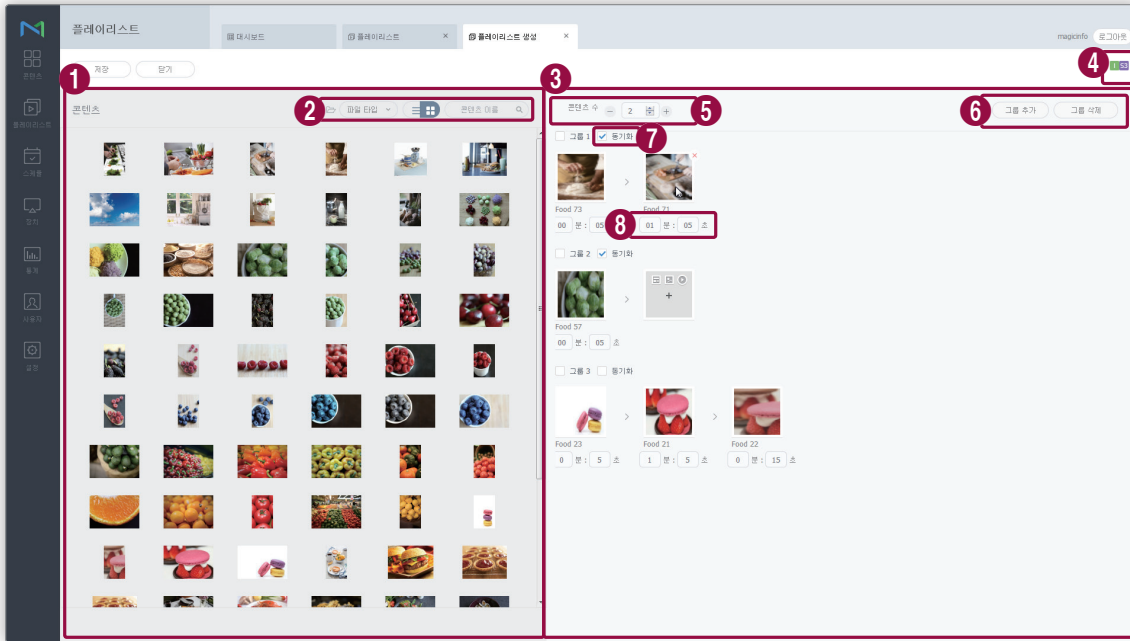 플레이리스트
대시보드
플레이리스트 ×
플레이리스트 생성 ×
magicinfo 로그아웃
콘텐츠
플레이리스트
스케줄
장치
통계
사용자
설정
저장 닫기
1
콘텐츠
2
파일 타입
콘텐츠 이름
3
4
I S3
콘텐츠 수 − 2 +
5
6
그룹 추가 그룹 삭제
그룹 1 동기화
7
×
Food 73 Food 71
00 분 : 05
8
01 분 : 05 초
그룹 2 동기화
+
Food 57
00 분 : 05 초
그룹 3 동기화
Food 23 Food 21 Food 22
0 분 : 5 초 1 분 : 5 초 0 분 : 15 초